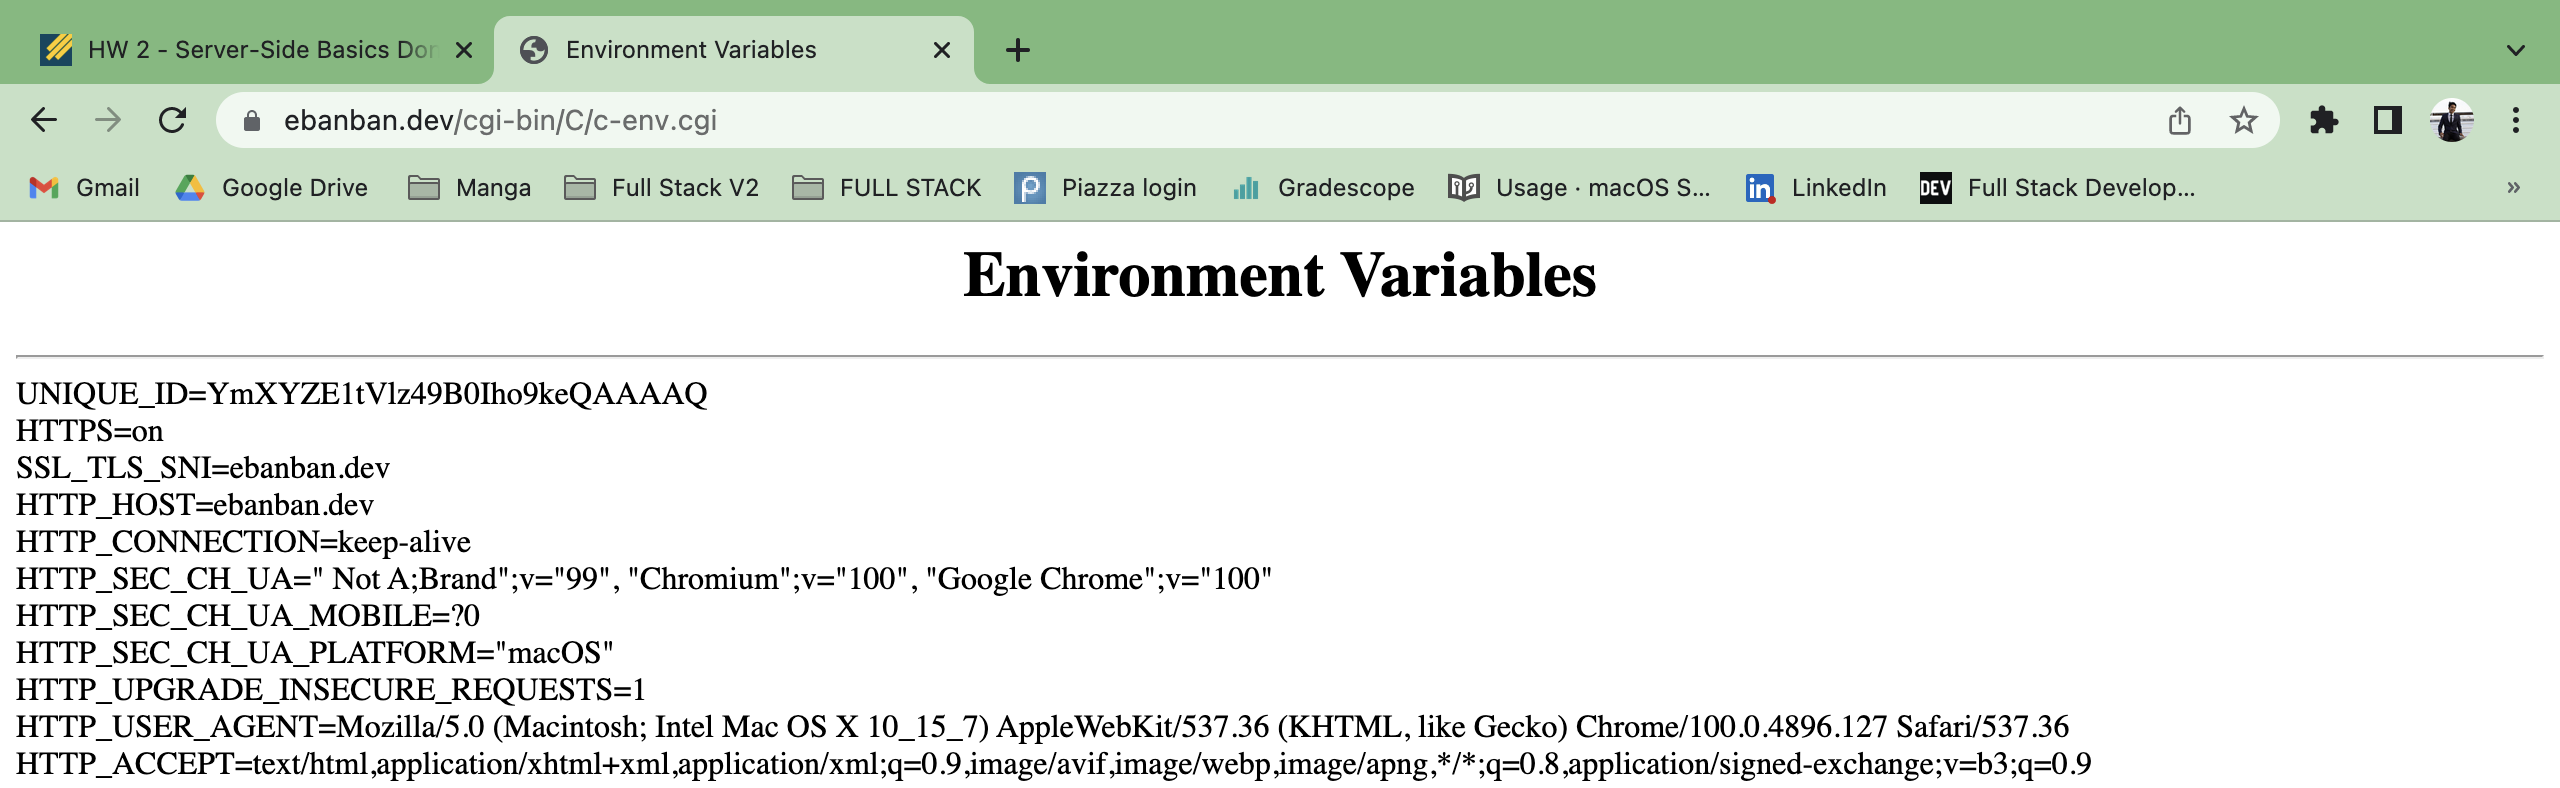 HW 2 - Server-Side Basics Dor
Environment Variables
ebanban.dev/cgi-bin/C/c-env.cgi
Gmail Google Drive Manga Full Stack V2 FULL STACK Piazza login Gradescope Usage · macOS S... LinkedIn DEV Full Stack Develop... »
Environment Variables
UNIQUE_ID=YmXYZE1tVlz49B0Iho9keQAAAAQ
HTTPS=on
SSL_TLS_SNI=ebanban.dev
HTTP_HOST=ebanban.dev
HTTP_CONNECTION=keep-alive
HTTP_SEC_CH_UA=" Not A;Brand";v="99", "Chromium";v="100", "Google Chrome";v="100"
HTTP_SEC_CH_UA_MOBILE=?0
HTTP_SEC_CH_UA_PLATFORM="macOS"
HTTP_UPGRADE_INSECURE_REQUESTS=1
HTTP_USER_AGENT=Mozilla/5.0 (Macintosh; Intel Mac OS X 10_15_7) AppleWebKit/537.36 (KHTML, like Gecko) Chrome/100.0.4896.127 Safari/537.36
HTTP_ACCEPT=text/html,application/xhtml+xml,application/xml;q=0.9,image/avif,image/webp,image/apng,*/*;q=0.8,application/signed-exchange;v=b3;q=0.9